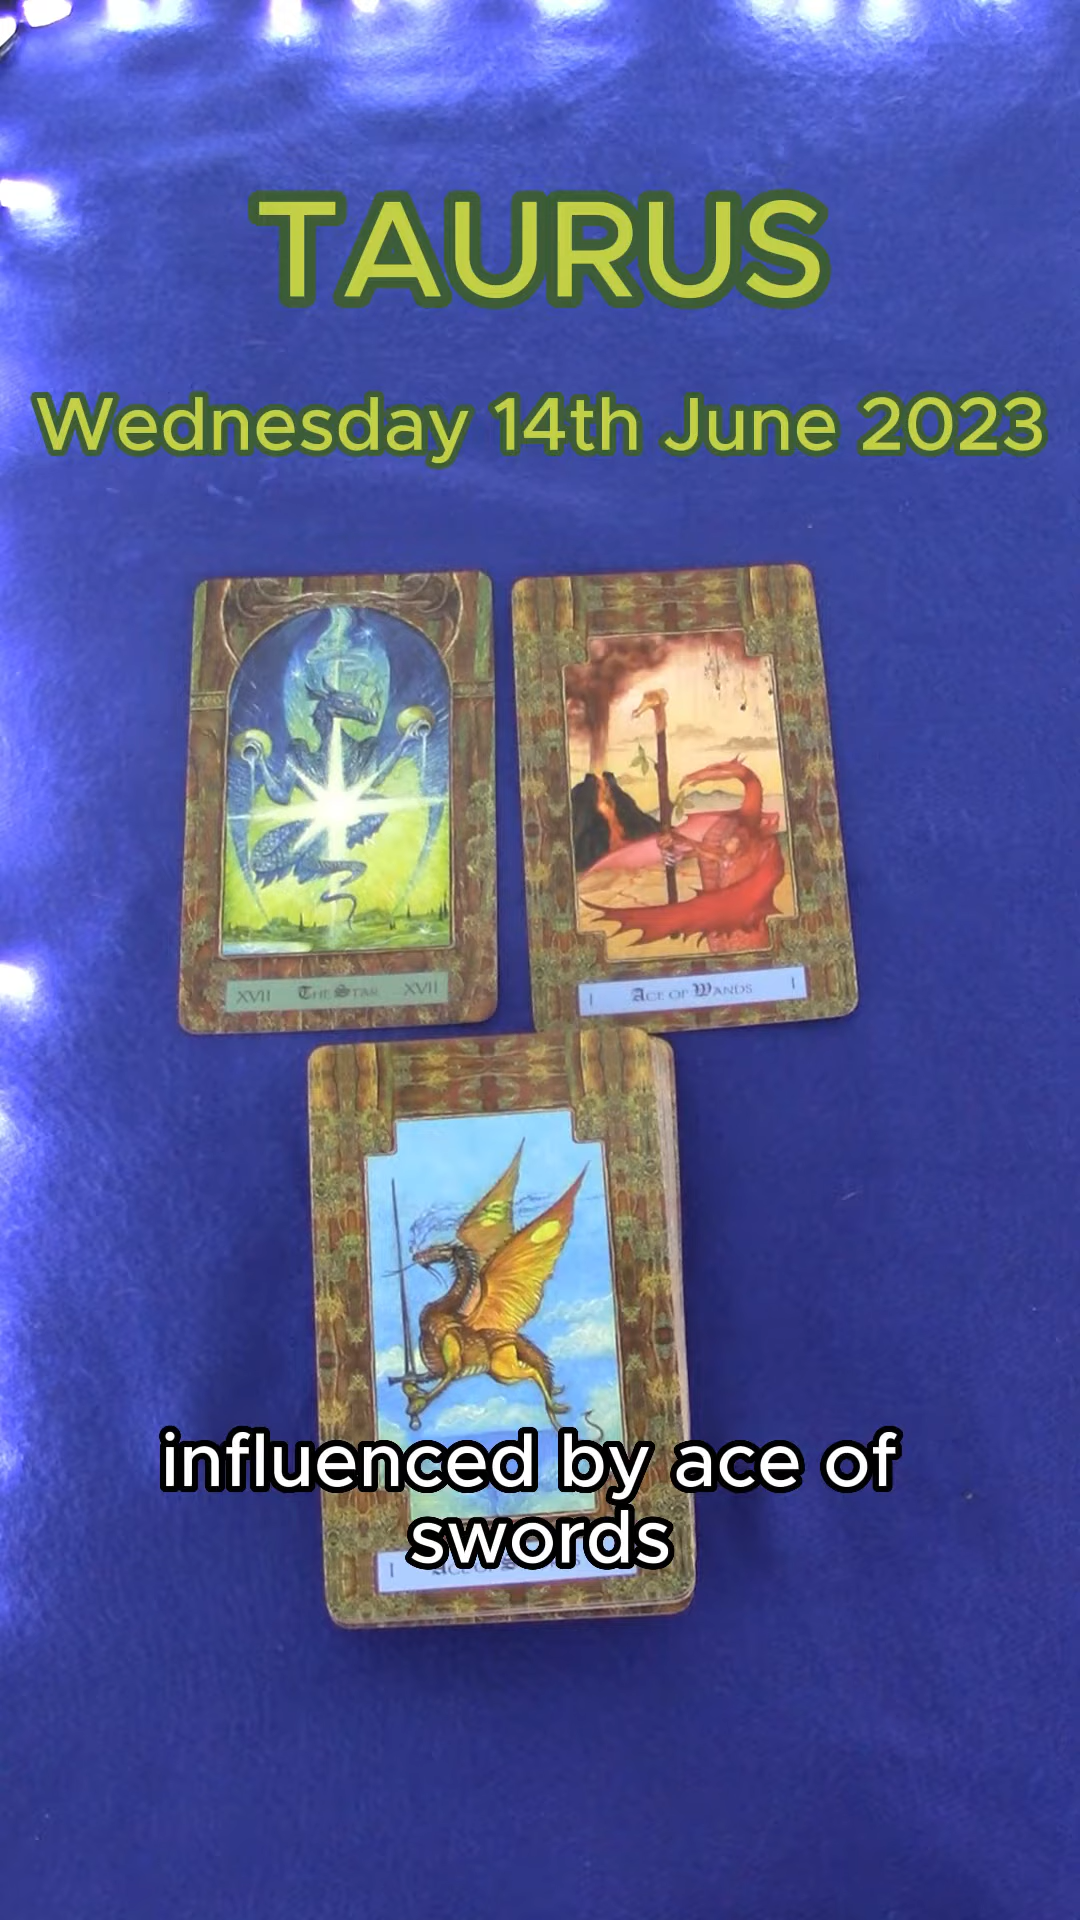 TAURUS
Wednesday 14th June 2023
XVII THE STAR XVII
I ACE OF WANDS I
influenced by ace of
swords
I